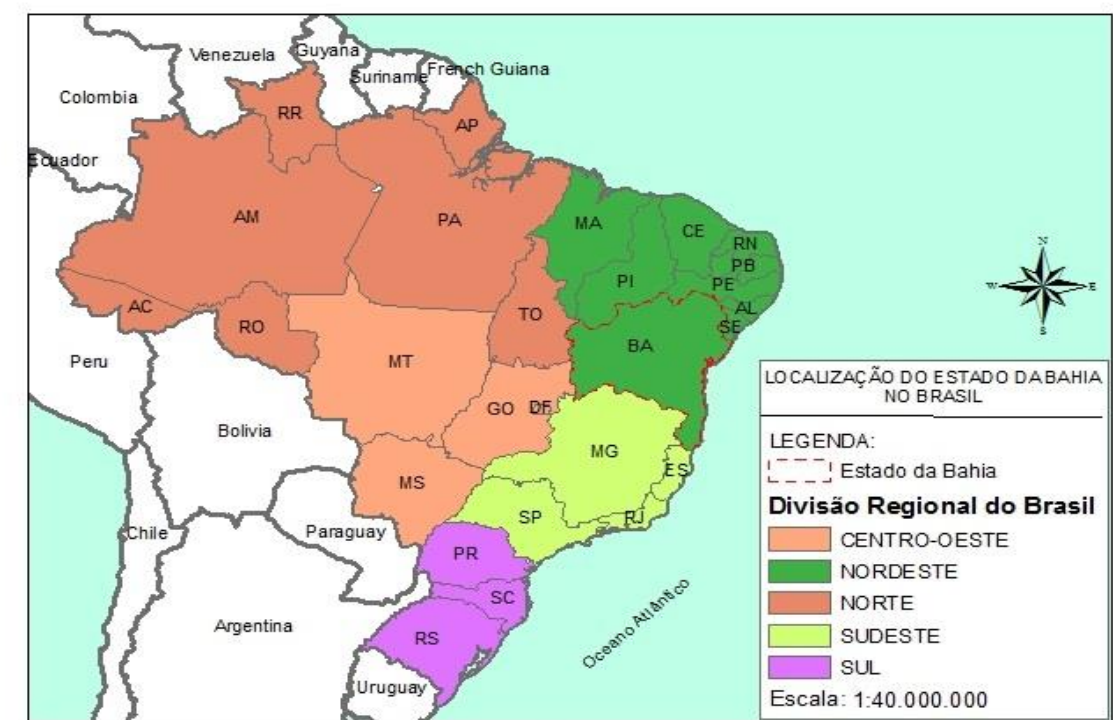 Venezuela
Guyana
Suriname
French Guiana
Colombia
RR
AP
Ecuador
AM
PA
MA
CE
RN
PB
PI
PE
AL
AC
RO
TO
SE
BA
Peru
MT
GO
DF
Bolivia
MG
ES
MS
SP
RJ
Chile
Paraguay
PR
SC
Argentina
RS
Uruguay
Oceano Atlântico
N
W
E
S
LOCALIZAÇÃO DO ESTADO DA BAHIA
NO BRASIL
LEGENDA:
Estado da Bahia
Divisão Regional do Brasil
CENTRO-OESTE
NORDESTE
NORTE
SUDESTE
SUL
Escala: 1:40.000.000